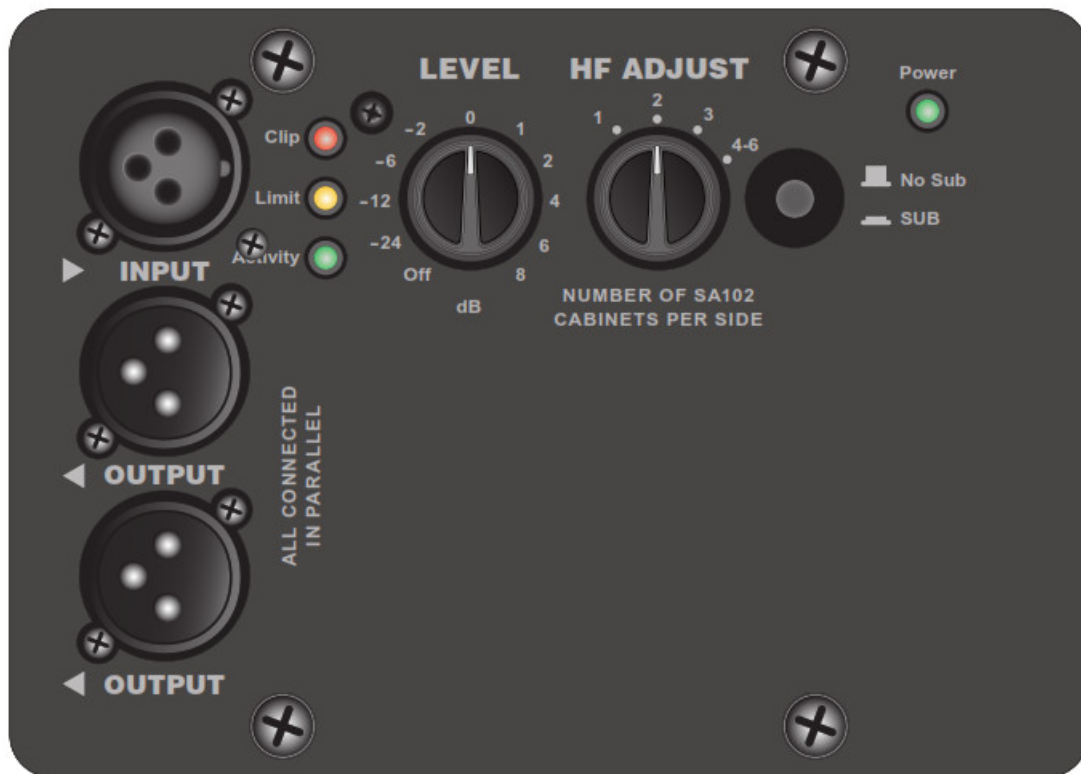 LEVEL
HF ADJUST
Power
Clip
Limit
Activity
INPUT
Off
–24
–12
–6
–2
0
1
2
4
6
8
dB
1
2
3
4-6
NUMBER OF SA102
CABINETS PER SIDE
No Sub
SUB
OUTPUT
ALL CONNECTED
IN PARALLEL
OUTPUT